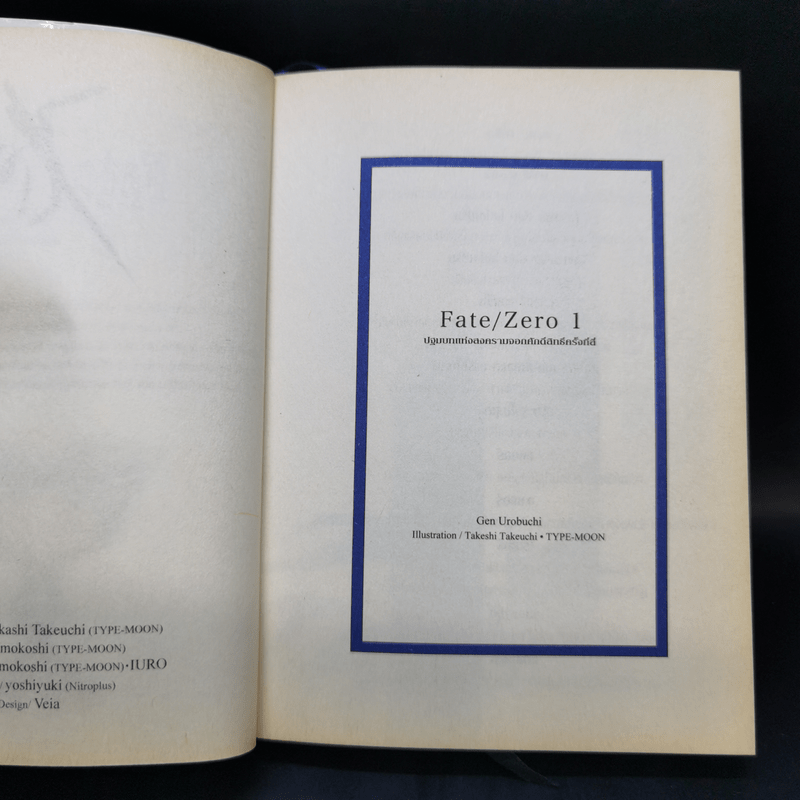 kashi Takeuchi (TYPE-MOON)
mokoshi (TYPE-MOON)
mokoshi (TYPE-MOON)・IURO
/ yoshiyuki (Nitroplus)
Design/ Veia
Fate/Zero 1
ปฐมบทแห่งสงครามจอกศักดิ์สิทธิ์ครั้งที่สี่
Gen Urobuchi
Illustration / Takeshi Takeuchi • TYPE-MOON